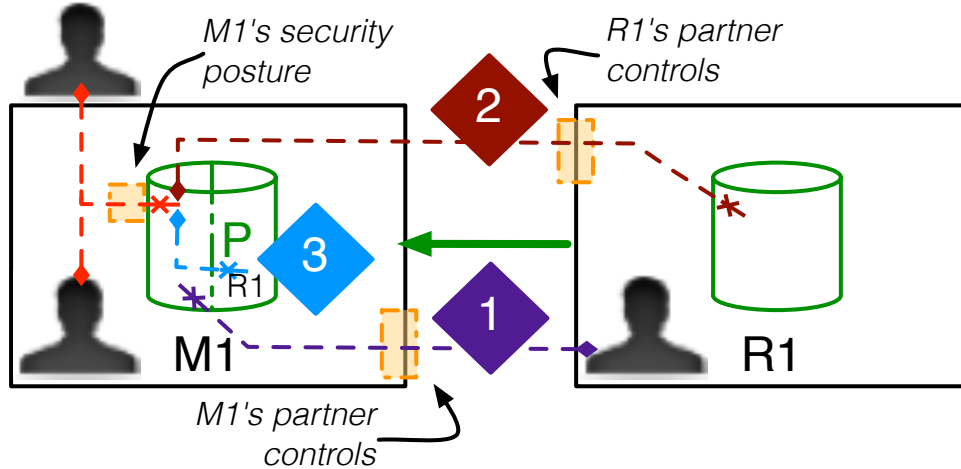 M1's security
posture
R1's partner
controls
2
P
R1
3
1
M1
R1
M1's partner
controls